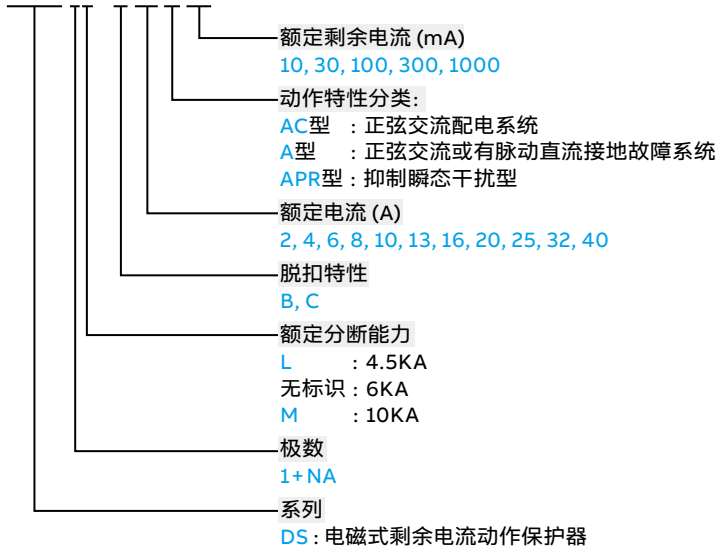 额定剩余电流 (mA)
10, 30, 100, 300, 1000
动作特性分类:
AC型 : 正弦交流配电系统
A型 : 正弦交流或有脉动直流接地故障系统
APR型 : 抑制瞬态干扰型
额定电流 (A)
2, 4, 6, 8, 10, 13, 16, 20, 25, 32, 40
脱扣特性
B, C
额定分断能力
L : 4.5KA
无标识 : 6KA
M : 10KA
极数
1+NA
系列
DS : 电磁式剩余电流动作保护器